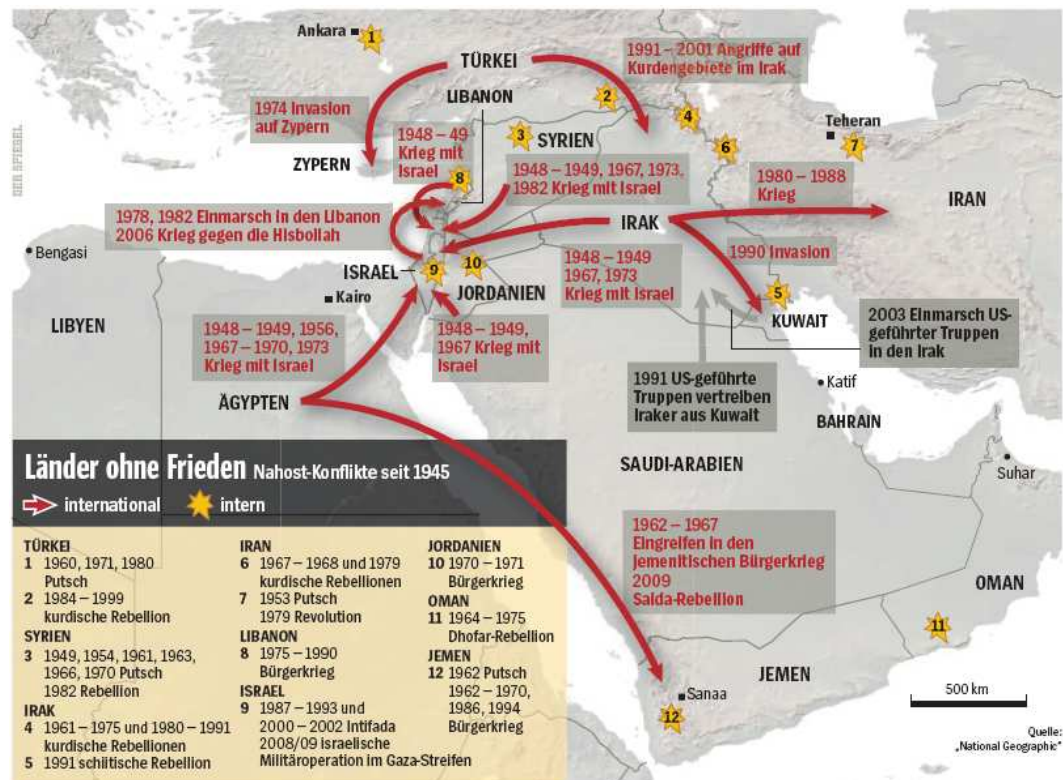 Ankara
1
TÜRKEI
1991 – 2001 Angriffe auf
Kurdengebiete im Irak
DER SPIEGEL
1974 Invasion
auf Zypern
LIBANON
2
4
Teheran
7
ZYPERN
1948 – 49
Krieg mit
Israel
3
SYRIEN
6
8
1948 – 1949, 1967, 1973,
1982 Krieg mit Israel
1980 – 1988
Krieg
IRAN
1978, 1982 Einmarsch in den Libanon
2006 Krieg gegen die Hisbollah
IRAK
Bengasi
1990 Invasion
ISRAEL
9
10
JORDANIEN
1948 – 1949
1967, 1973
Krieg mit Israel
5
KUWAIT
Kairo
LIBYEN
1948 – 1949, 1956,
1967 – 1970, 1973
Krieg mit Israel
1948 – 1949,
1967 Krieg mit
Israel
2003 Einmarsch US-
geführter Truppen
in den Irak
1991 US-geführte
Truppen vertreiben
Iraker aus Kuwait
Katif
ÄGYPTEN
BAHRAIN
SAUDI-ARABIEN
Suhar
Länder ohne Frieden Nahost-Konflikte seit 1945
international intern
1962 – 1967
Eingreifen in den
Jemenitischen Bürgerkrieg
2009
Saida-Rebellion
OMAN
11
JEMEN
Sanaa
12
500 km
Quelle:
„National Geographic“
TÜRKEI
1 1960, 1971, 1980
Putsch
2 1984 – 1999
kurdische Rebellion
SYRIEN
3 1949, 1954, 1961, 1963,
1966, 1970 Putsch
1982 Rebellion
IRAK
4 1961 – 1975 und 1980 – 1991
kurdische Rebellionen
5 1991 schiitische Rebellion
IRAN
6 1967 – 1968 und 1979
kurdische Rebellionen
7 1953 Putsch
1979 Revolution
LIBANON
8 1975 – 1990
Bürgerkrieg
ISRAEL
9 1987 – 1993 und
2000 – 2002 Intifada
2008/09 israelische
Militäroperation im Gaza-Streifen
JORDANIEN
10 1970 – 1971
Bürgerkrieg
OMAN
11 1964 – 1975
Dhofar-Rebellion
JEMEN
12 1962 Putsch
1962 – 1970,
1986, 1994
Bürgerkrieg